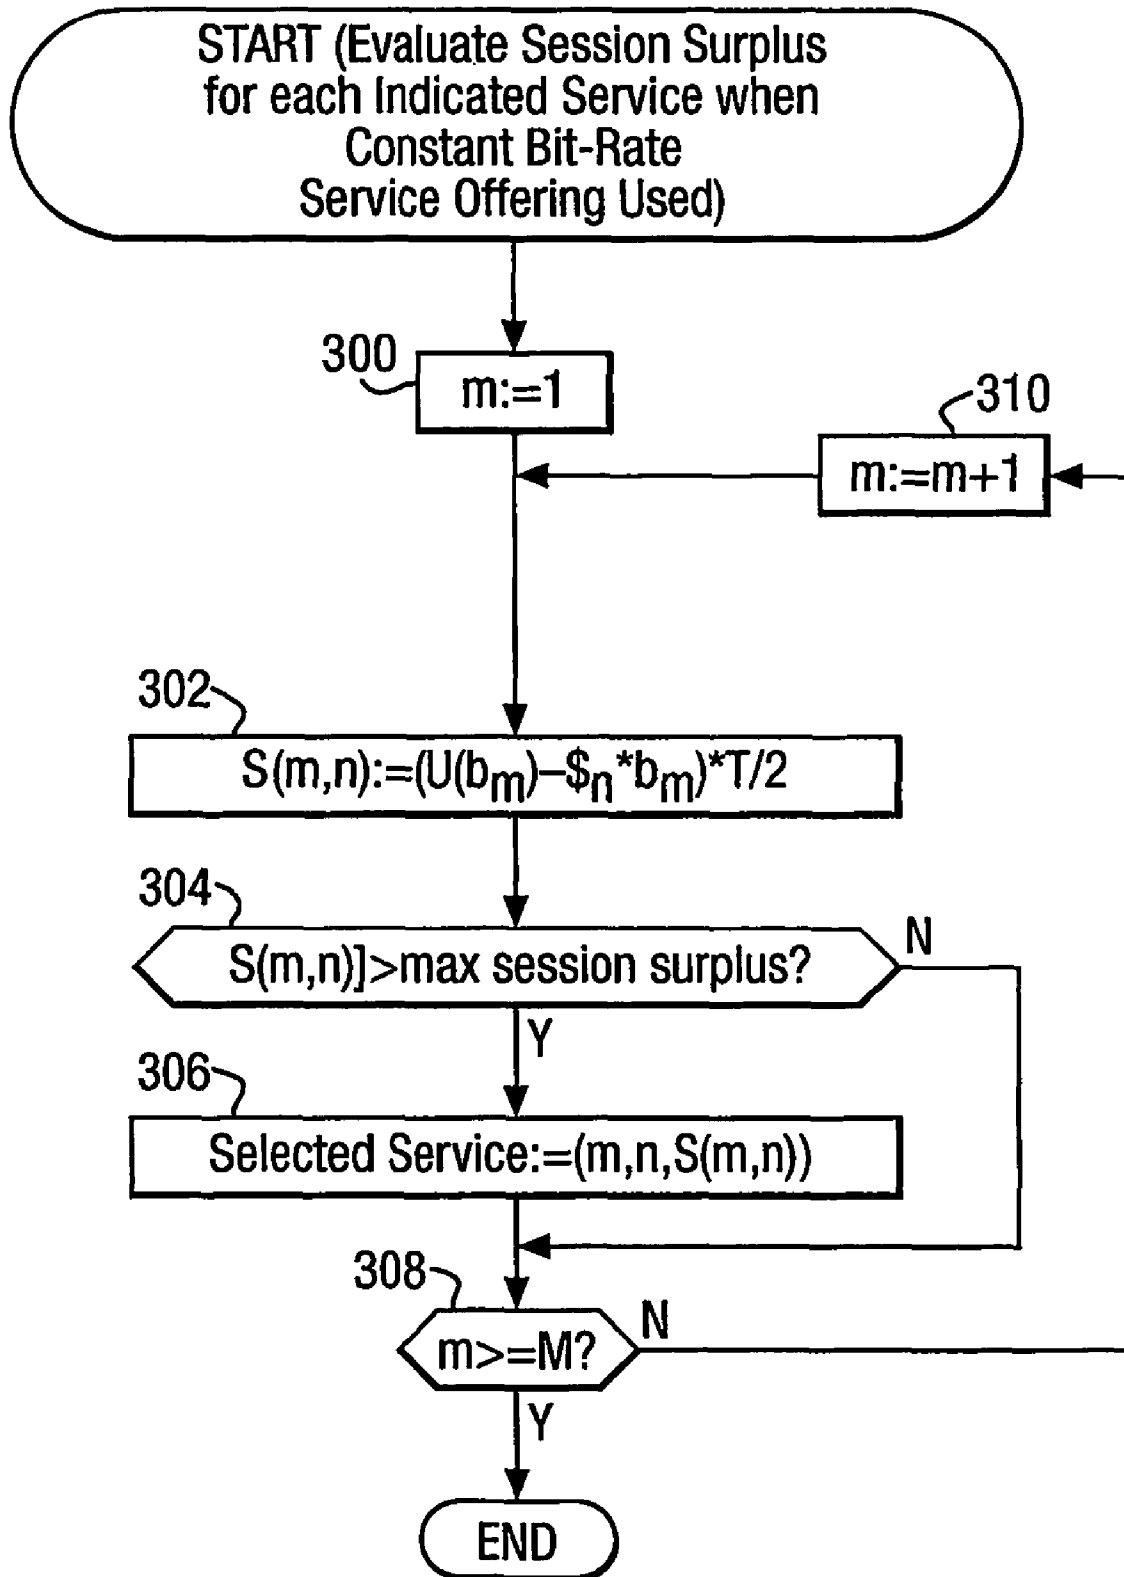 START (Evaluate Session Surplus
for each Indicated Service when
Constant Bit-Rate
Service Offering Used)
300
m:=1
310
m:=m+1
302
S(m,n):=(U(bm)–$n*bm)*T/2
304
S(m,n)]>max session surplus?
N
Y
306
Selected Service:=(m,n,S(m,n))
308
m>=M?
N
Y
END